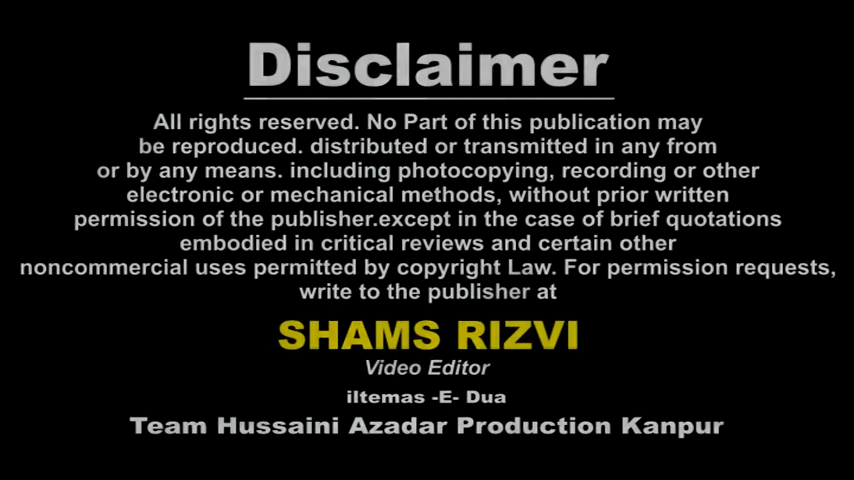 Disclaimer
All rights reserved. No Part of this publication may
be reproduced. distributed or transmitted in any from
or by any means. including photocopying, recording or other
electronic or mechanical methods, without prior written
permission of the publisher.except in the case of brief quotations
embodied in critical reviews and certain other
noncommercial uses permitted by copyright Law. For permission requests,
write to the publisher at
SHAMS RIZVI
Video Editor
iltemas -E- Dua
Team Hussaini Azadar Production Kanpur